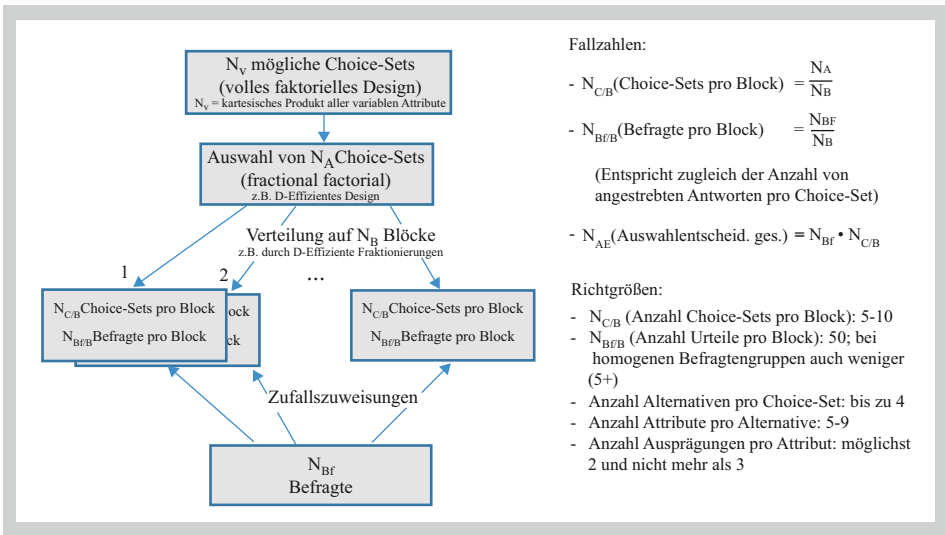 N_v mögliche Choice-Sets
(volles faktorielles Design)
N_v = kartesisches Produkt aller variablen Attribute
Auswahl von N_A Choice-Sets
(fractional factorial)
z.B. D-Effizientes Design
Verteilung auf N_B Blöcke
z.B. durch D-Effiziente Fraktionierungen
1
2
...
N_C/B Choice-Sets pro Block
N_Bf/B Befragte pro Block
ock
ck
N_C/B Choice-Sets pro Block
N_Bf/B Befragte pro Block
Zufallszuweisungen
N_Bf
Befragte
Fallzahlen:
- N_C/B (Choice-Sets pro Block) = N_A / N_B
- N_Bf/B (Befragte pro Block) = N_BF / N_B
(Entspricht zugleich der Anzahl von
angestrebten Antworten pro Choice-Set)
- N_AE (Auswahlentscheid. ges.) = N_Bf • N_C/B
Richtgrößen:
- N_C/B (Anzahl Choice-Sets pro Block): 5-10
- N_Bf/B (Anzahl Urteile pro Block): 50; bei
homogenen Befragtengruppen auch weniger
(5+)
- Anzahl Alternativen pro Choice-Set: bis zu 4
- Anzahl Attribute pro Alternative: 5-9
- Anzahl Ausprägungen pro Attribut: möglichst
2 und nicht mehr als 3